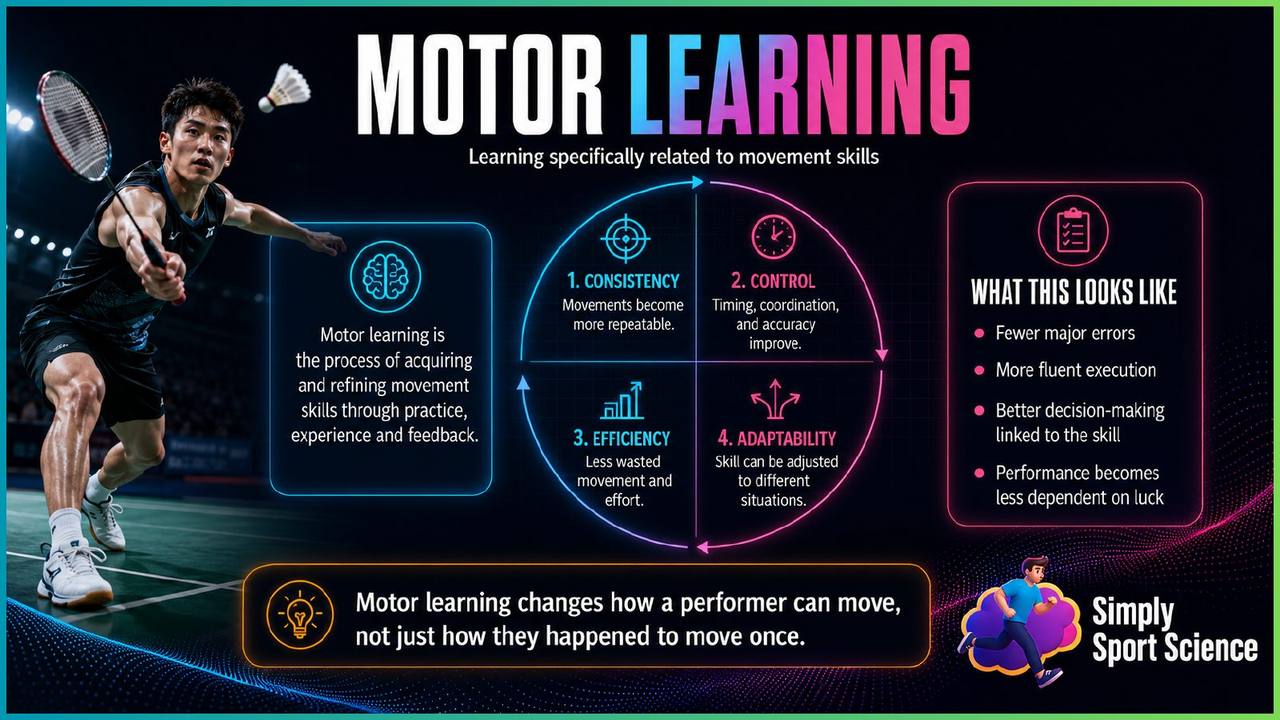 MOTOR LEARNING
Learning specifically related to movement skills
Motor learning is
the process of acquiring
and refining movement
skills through practice,
experience and feedback.
1. CONSISTENCY
Movements become
more repeatable.
2. CONTROL
Timing, coordination,
and accuracy
improve.
3. EFFICIENCY
Less wasted
movement and
effort.
4. ADAPTABILITY
Skill can be adjusted
to different
situations.
WHAT THIS LOOKS LIKE
Fewer major errors
More fluent execution
Better decision-making
linked to the skill
Performance becomes
less dependent on luck
Motor learning changes how a performer can move,
not just how they happened to move once.
Simply
Sport Science